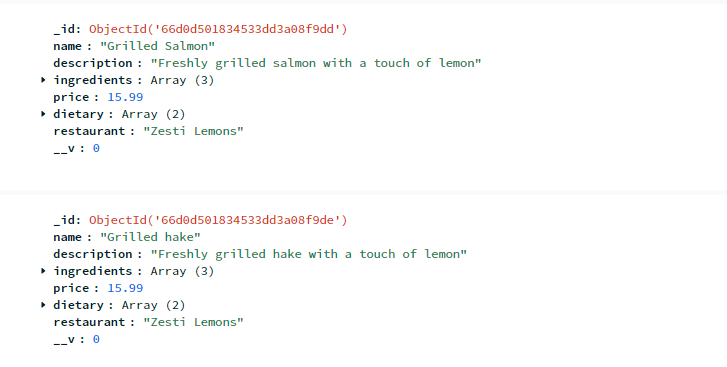 _id: ObjectId('66d0d501834533dd3a08f9dd')
name : "Grilled Salmon"
description : "Freshly grilled salmon with a touch of lemon"
ingredients : Array (3)
price : 15.99
dietary : Array (2)
restaurant : "Zesti Lemons"
__v : 0
_id: ObjectId('66d0d501834533dd3a08f9de')
name : "Grilled hake"
description : "Freshly grilled hake with a touch of lemon"
ingredients : Array (3)
price : 15.99
dietary : Array (2)
restaurant : "Zesti Lemons"
__v : 0